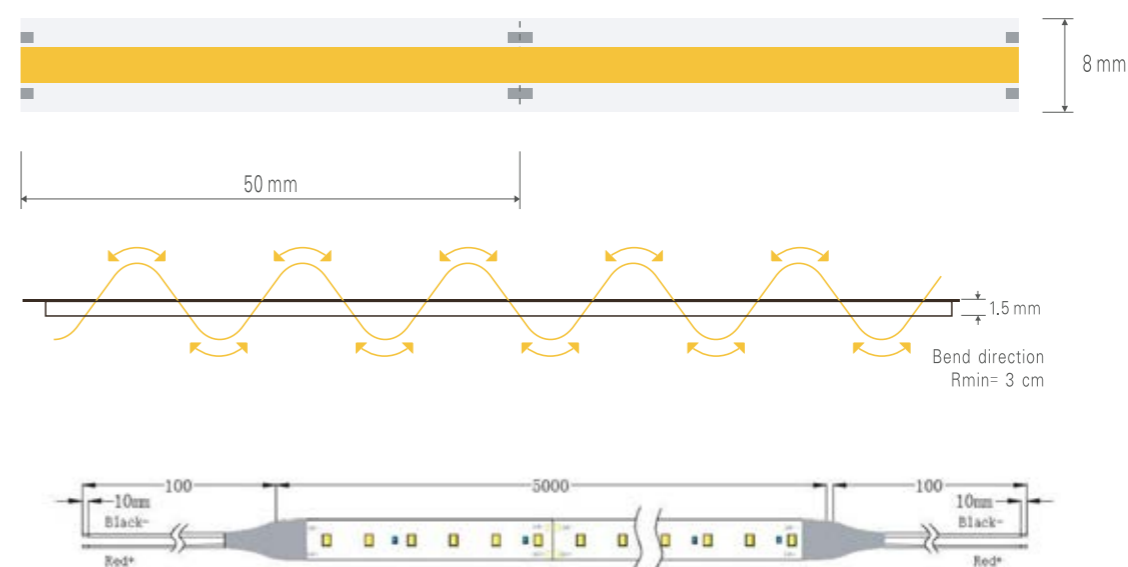 8 mm
50 mm
1.5 mm
Bend direction
Rmin= 3 cm
100
5000
100
10mm
10mm
Black-
Black-
Red+
Red+